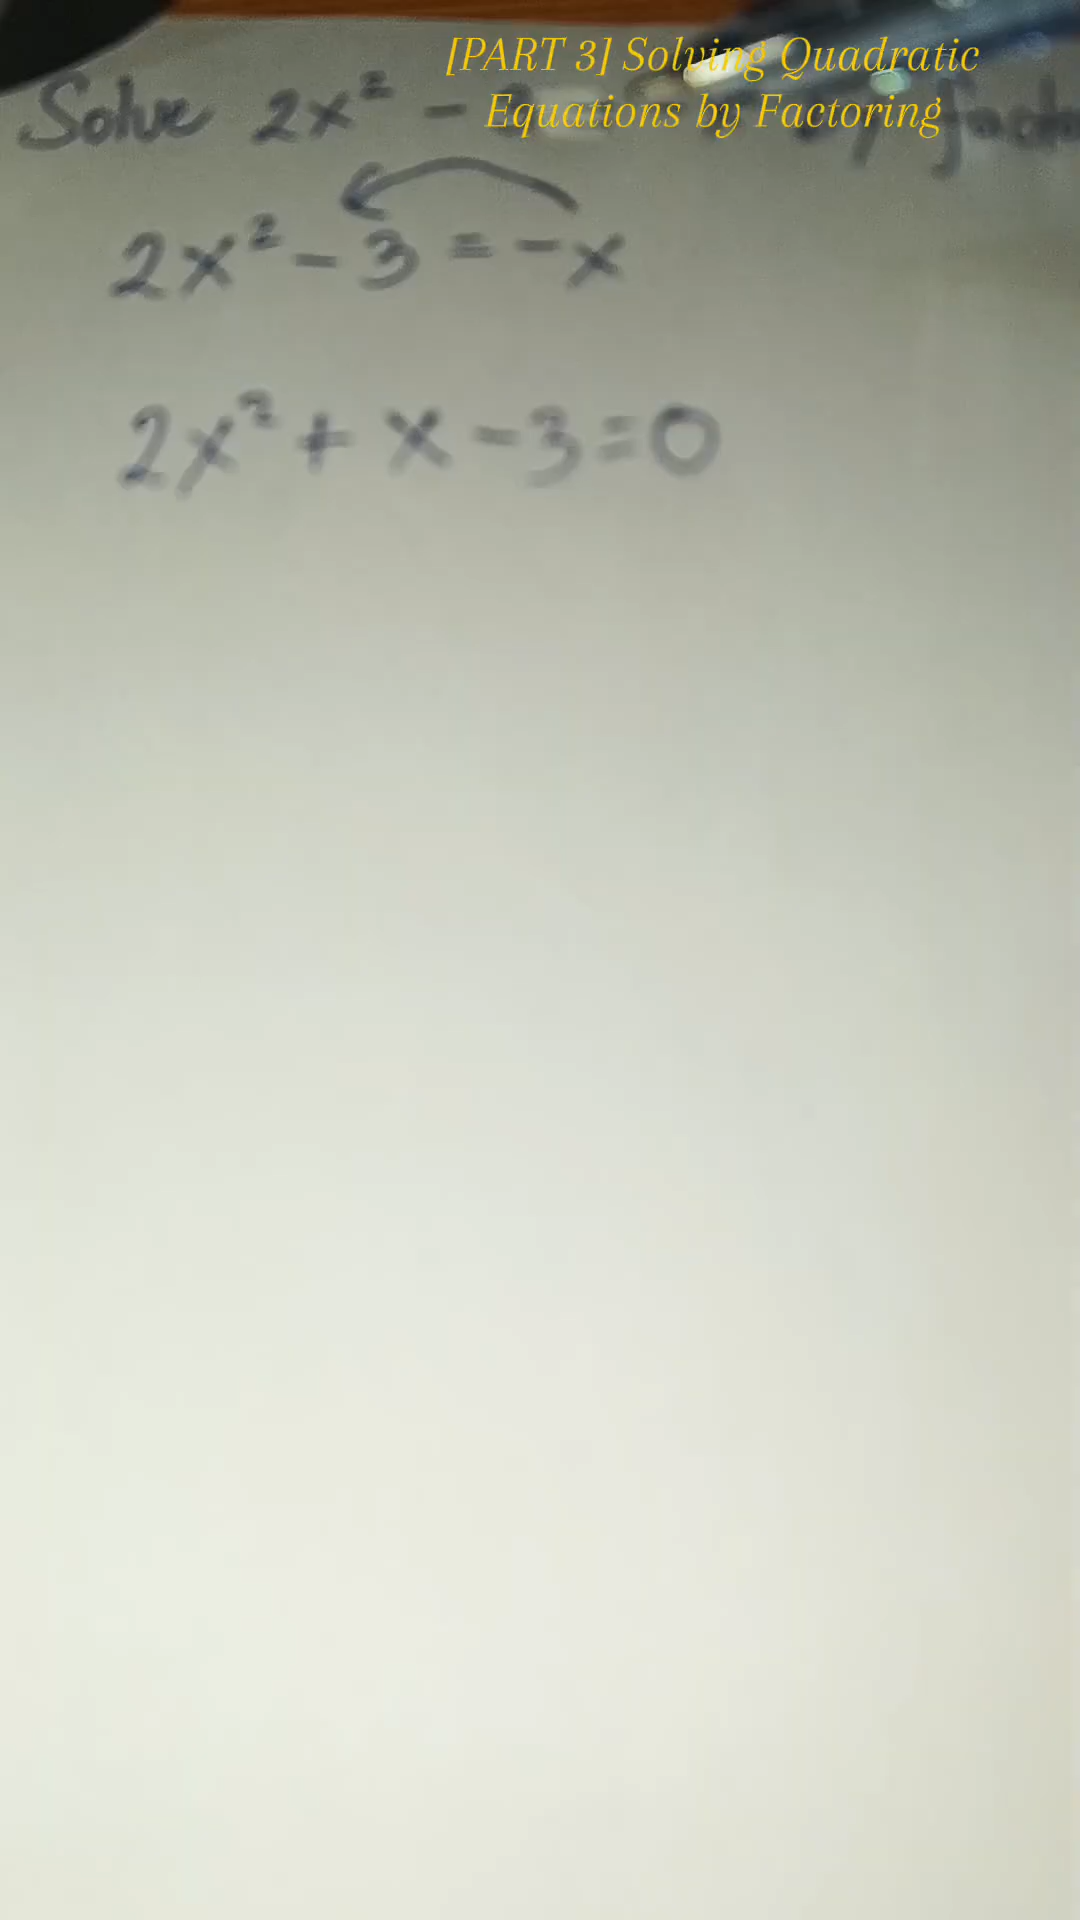 [PART 3] Solving Quadratic
Equations by Factoring
Solve 2x² -
2x² - 3 = -x
2x² + x - 3 = 0